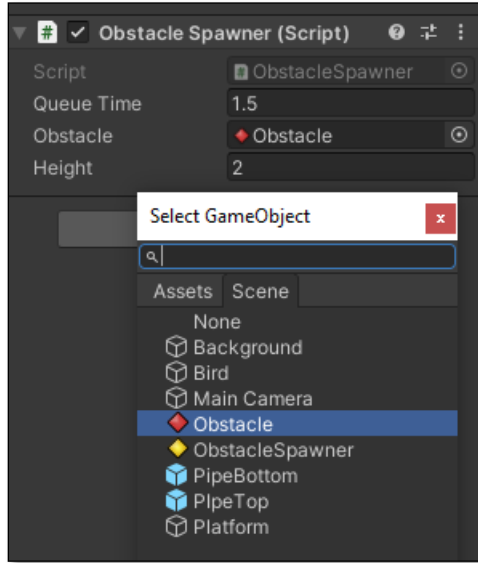 # Obstacle Spawner (Script)
Script # ObstacleSpawner
Queue Time 1.5
Obstacle Obstacle
Height 2
Select GameObject x
Assets Scene
None
Background
Bird
Main Camera
Obstacle
ObstacleSpawner
PipeBottom
PIpeTop
Platform